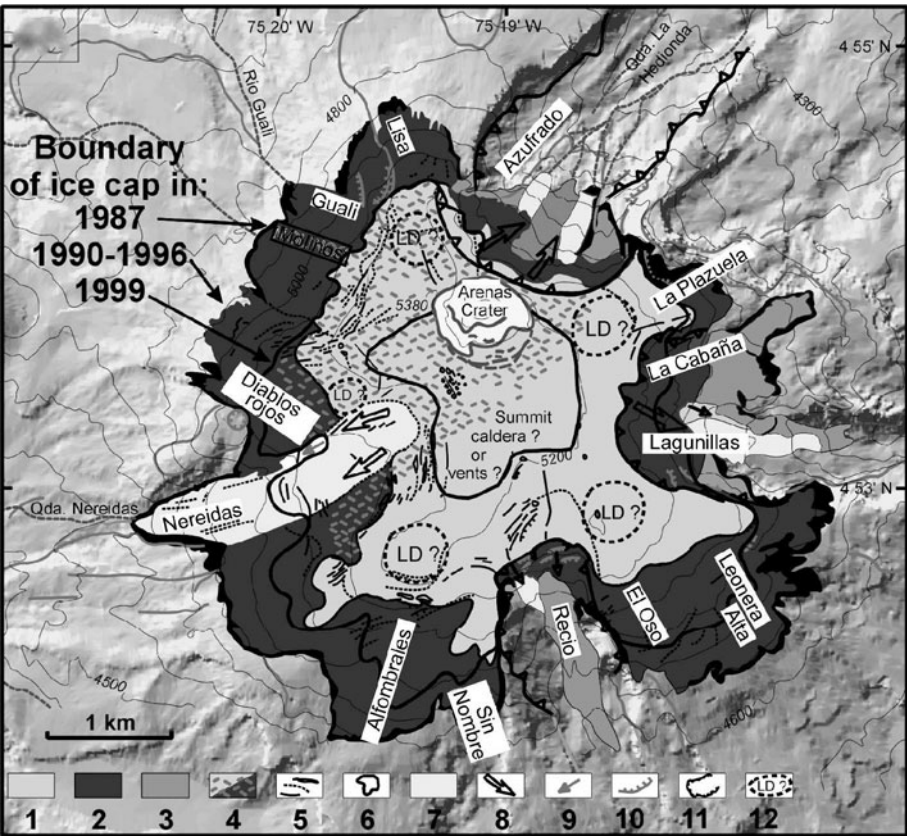 75 20' W
75 19' W
4 55' N
Qda. La
Hedionda
Rio Guali
4800
4300
Lisa
Azufrado
Boundary
of ice cap in:
1987
1990-1996
1999
Guali
Molinos
LD ?
5000
La Plazuela
5380
Arenas
Crater
LD ?
La Cabaña
LD ?
Diablos
rojos
Summit
caldera ?
or
vents ?
Lagunillas
5200
4 53' N
Qda. Nereidas
Nereidas
LD ?
LD ?
Leonera
Alta
El Oso
Recio
Alfombrales
Sin
Nombre
4500
4600
1 km
LD ?
1 2 3 4 5 6 7 8 9 10 11 12